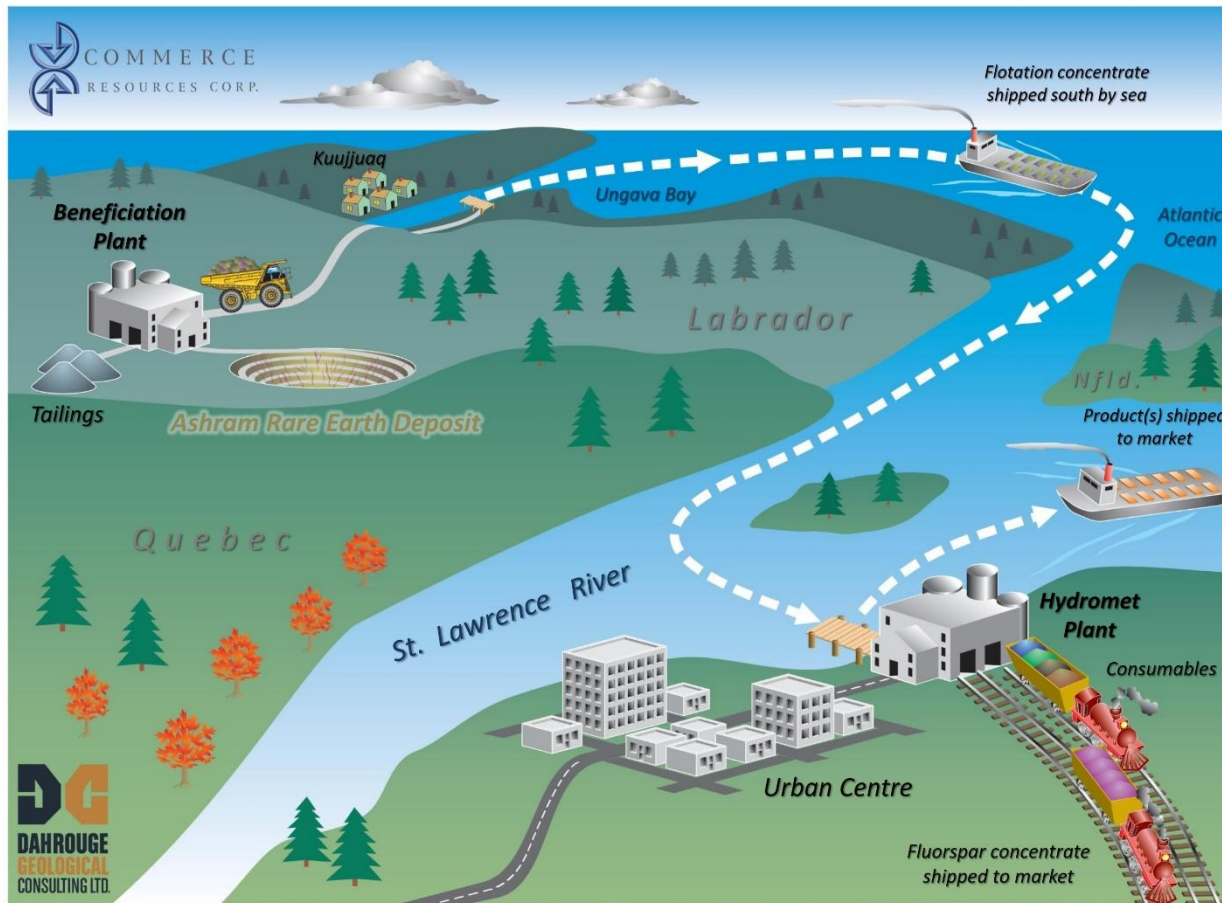 COMMERCE
RESOURCES CORP.
Flotation concentrate
shipped south by sea
Kuujjuaq
Ungava Bay
Atlantic
Ocean
Beneficiation
Plant
Labrador
Nfld.
Tailings
Ashram Rare Earth Deposit
Product(s) shipped
to market
Quebec
St. Lawrence River
Hydromet
Plant
Consumables
Urban Centre
Fluorspar concentrate
shipped to market
DG
DAHROUGE
GEOLOGICAL
CONSULTING LTD.